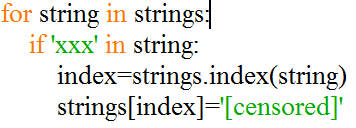 for string in strings:
    if 'xxx' in string:
        index=strings.index(string)
        strings[index]='[censored]'